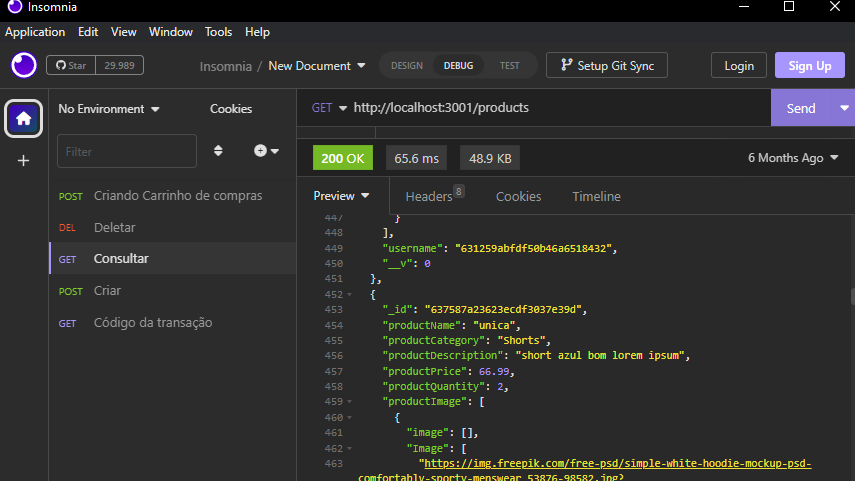 Insomnia
Application Edit View Window Tools Help
Star 29.989 Insomnia / New Document DESIGN DEBUG TEST Setup Git Sync Login Sign Up
No Environment Cookies
GET http://localhost:3001/products Send
Filter
200 OK 65.6 ms 48.9 KB 6 Months Ago
POST Criando Carrinho de compras
DEL Deletar
GET Consultar
POST Criar
GET Código da transação
Preview Headers 8 Cookies Timeline
447 }
448 ],
449 "username": "631259abfdf50b46a6518432",
450 "__v": 0
451 },
452 {
453 "_id": "637587a23623ecdf3037e39d",
454 "productName": "unica",
455 "productCategory": "Shorts",
456 "productDescription": "short azul bom lorem ipsum",
457 "productPrice": 66.99,
458 "productQuantity": 2,
459 "productImage": [
460 {
461 "image": [],
462 "Image": [
463 "https://img.freepik.com/free-psd/simple-white-hoodie-mockup-psd-
comfortably-sporty-menswear_53876-98582.jpg?